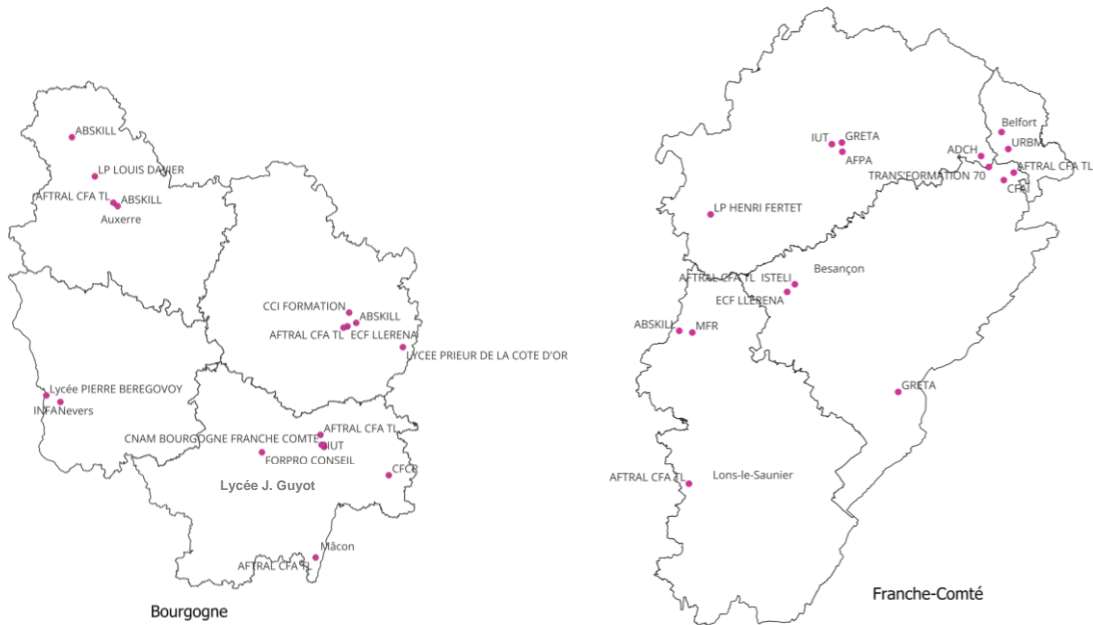 ABSKILL
LP LOUIS DAVIER
AFTRAL CFA TL
ABSKILL
Auxerre
CCI FORMATION
ABSKILL
AFTRAL CFA TL
ECF LLERENA
LYCEE PRIEUR DE LA COTE D'OR
Lycée PIERRE BEREGOVOY
INFA
Nevers
AFTRAL CFA TL
CNAM BOURGOGNE FRANCHE COMTE
IUT
FORPRO CONSEIL
CFCR
Lycée J. Guyot
Mâcon
AFTRAL CFA TL
Bourgogne
Belfort
IUT
GRETA
URBM
ADCH
AFPA
AFTRAL CFA TL
TRANS'FORMATION 70
CFAI
LP HENRI FERTET
Besançon
AFTRAL CFA TL
ISTELI
ECF LLERENA
ABSKILL
MFR
GRETA
AFTRAL CFA TL
Lons-le-Saunier
Franche-Comté